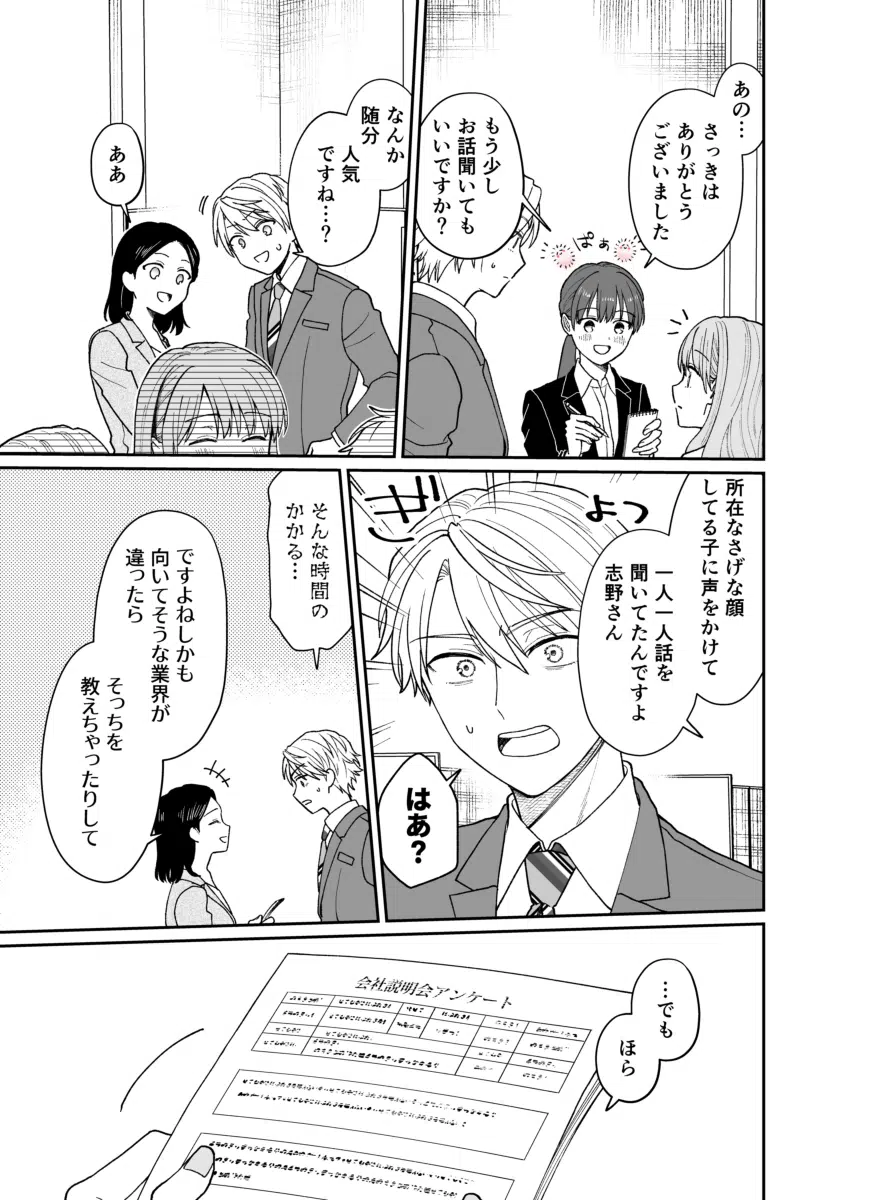 あの…
さっきは
ありがとう
ございました
ぱぁ
もう少し
お話聞いても
いいですか?
なんか
随分
人気
ですね…?
ああ
所在なさげな顔
してる子に声をかけて
一人一人話を
聞いてたんですよ
志野さん
よっ
はあ?
そんな時間の
かかる…
ですよねしかも
向いてそうな業界が
違ったら
そっちを
教えちゃったりして
…でも
ほら
会社説明会アンケート